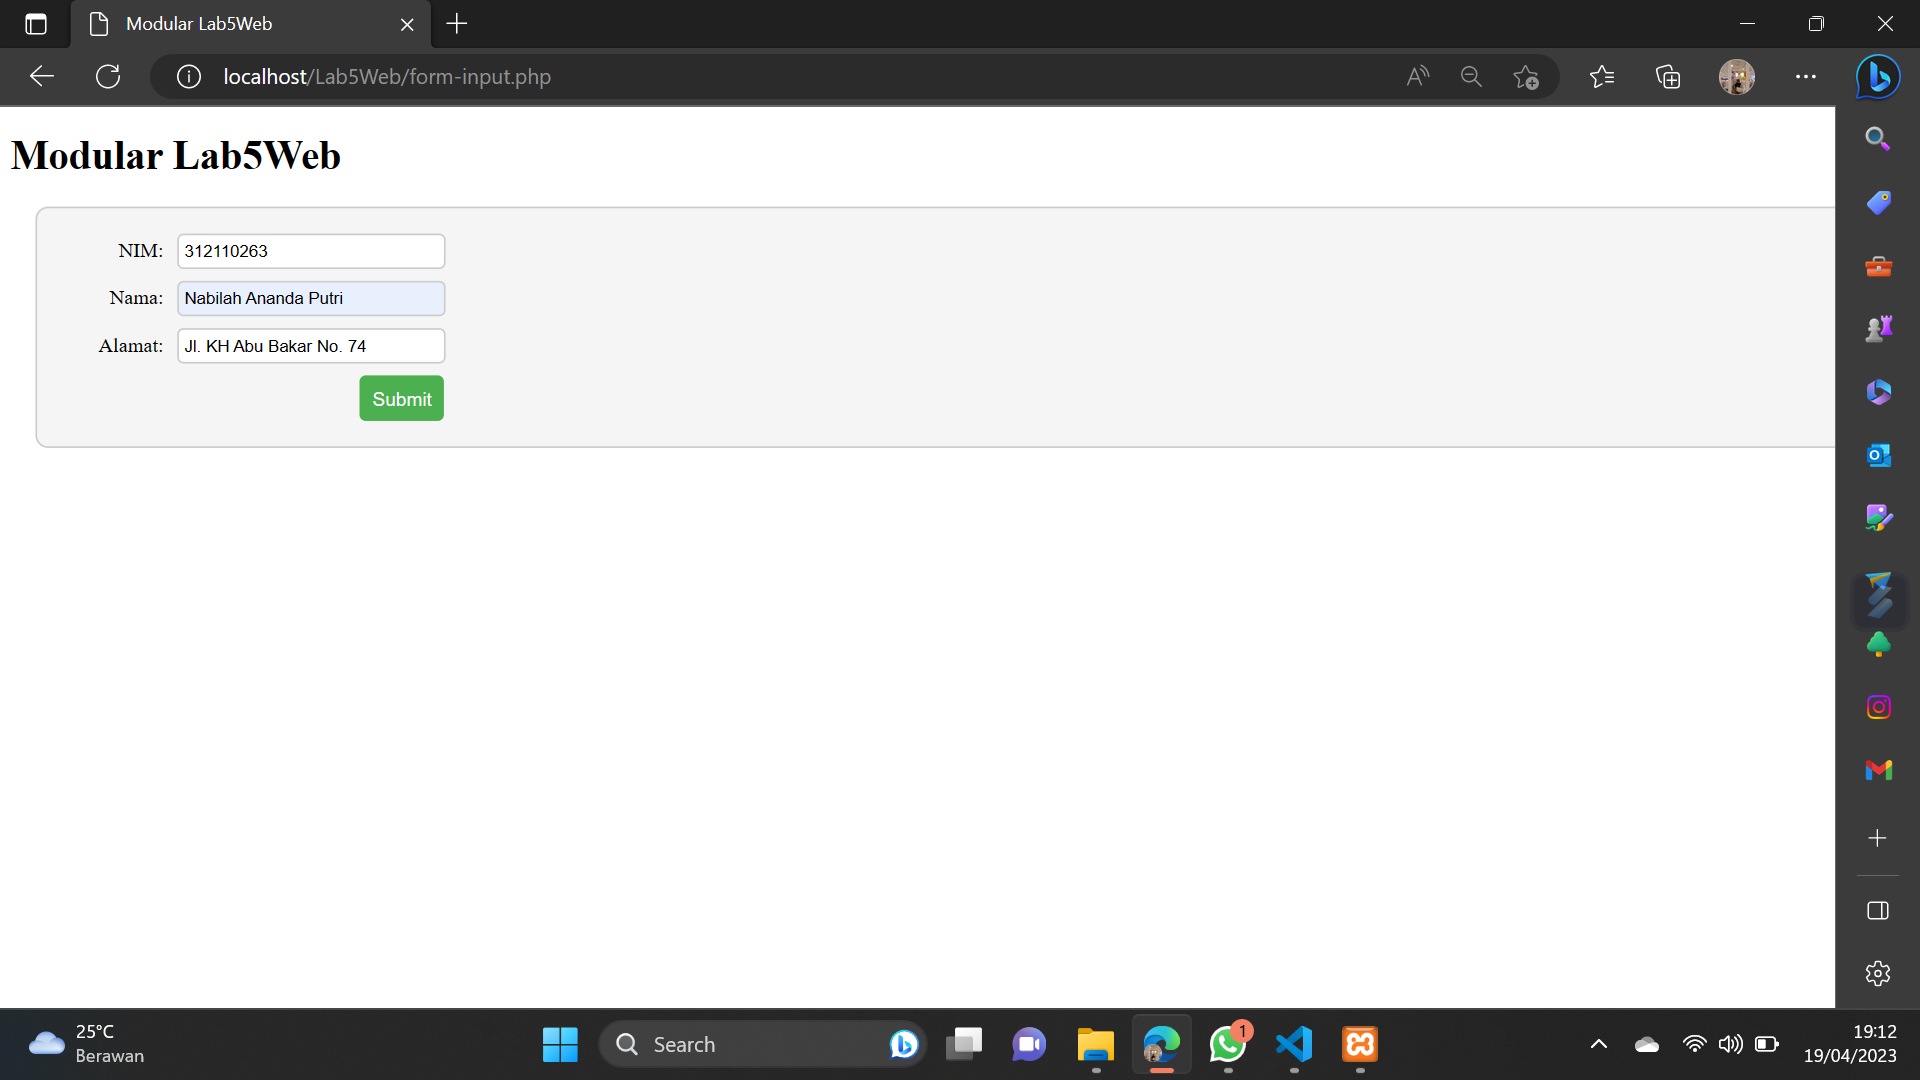 Modular Lab5Web
localhost/Lab5Web/form-input.php
Modular Lab5Web
NIM: 312110263
Nama: Nabilah Ananda Putri
Alamat: Jl. KH Abu Bakar No. 74
Submit
25°C
Berawan
Search
1
19:12
19/04/2023